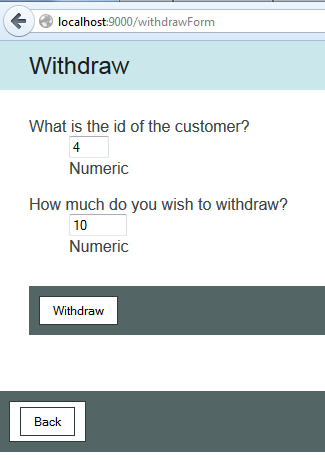 localhost:9000/withdrawForm
Withdraw
What is the id of the customer?
4
Numeric
How much do you wish to withdraw?
10
Numeric
Withdraw
Back